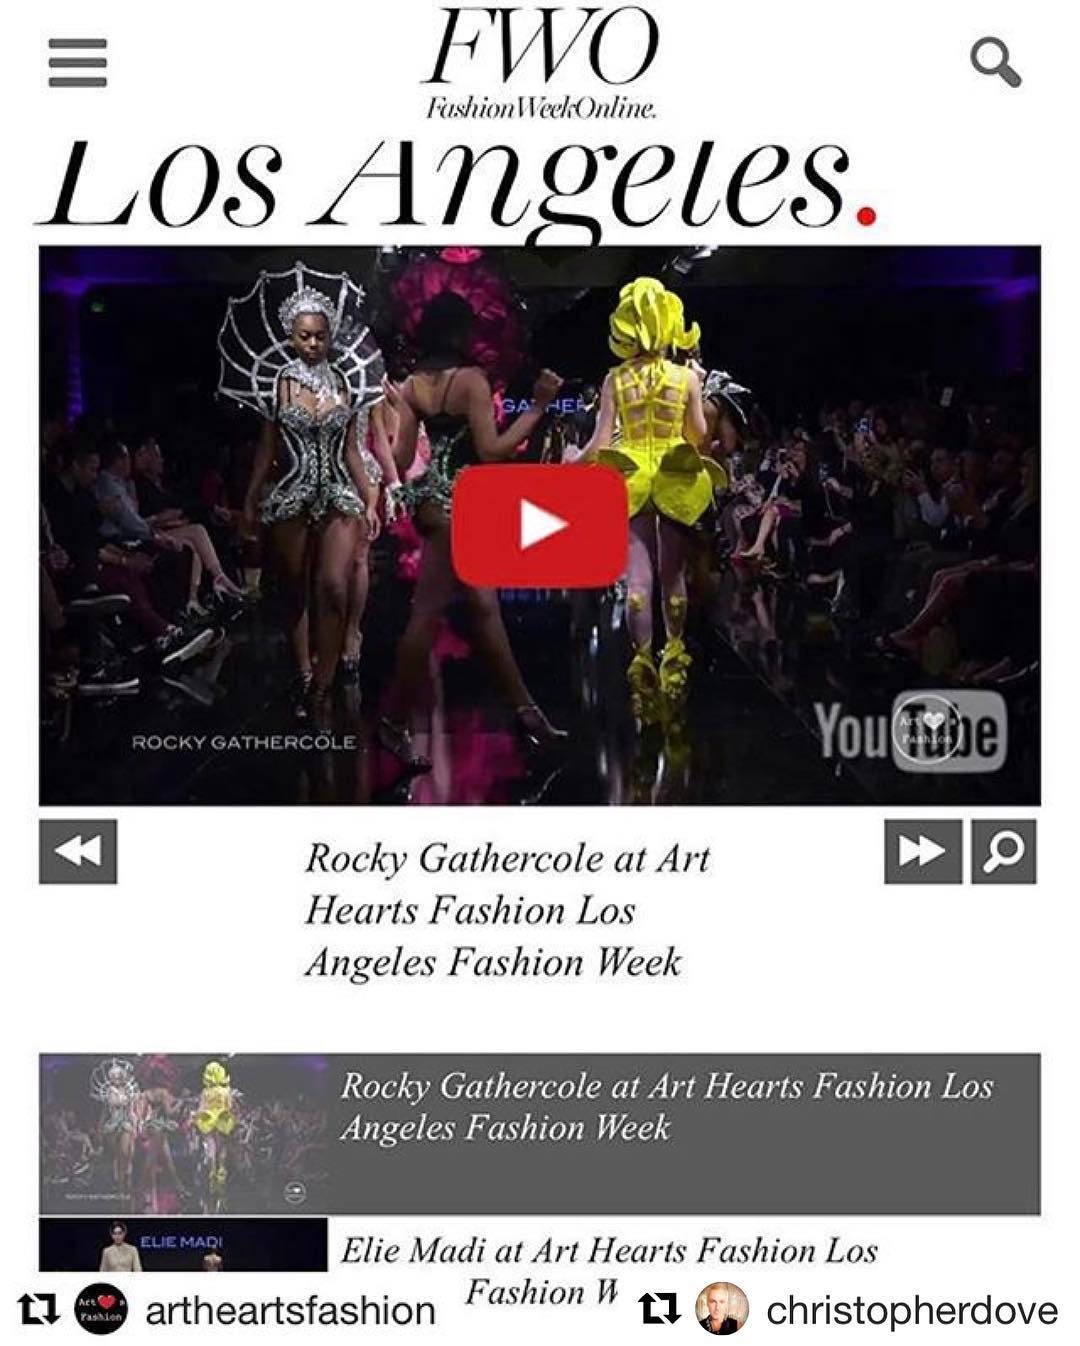 FWO
FashionWeekOnline.
Los Angeles.
GATHER
ROCKY GATHERCOLE
YouTube
Art
Fashion
Rocky Gathercole at Art
Hearts Fashion Los
Angeles Fashion Week
Rocky Gathercole at Art Hearts Fashion Los
Angeles Fashion Week
ROCKY GATHERCOLE
ELIE MADI
Elie Madi at Art Hearts Fashion Los
Fashion W
Art
Fashion
artheartsfashion
christopherdove